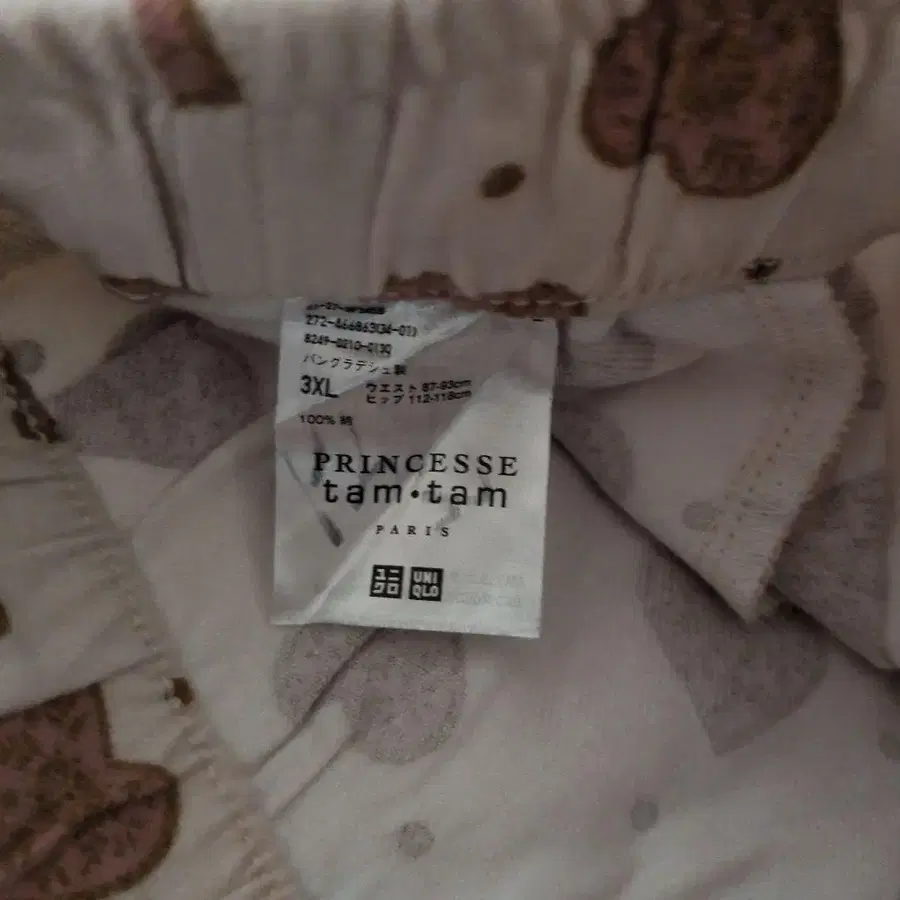 272-466863(34-01)
8249-0210-0130
バングラデシュ製
3XL
ウエスト 87-93cm
ヒップ 112-118cm
100% 綿
PRINCESSE
tam・tam
PARIS
ユニクロ UNIQLO